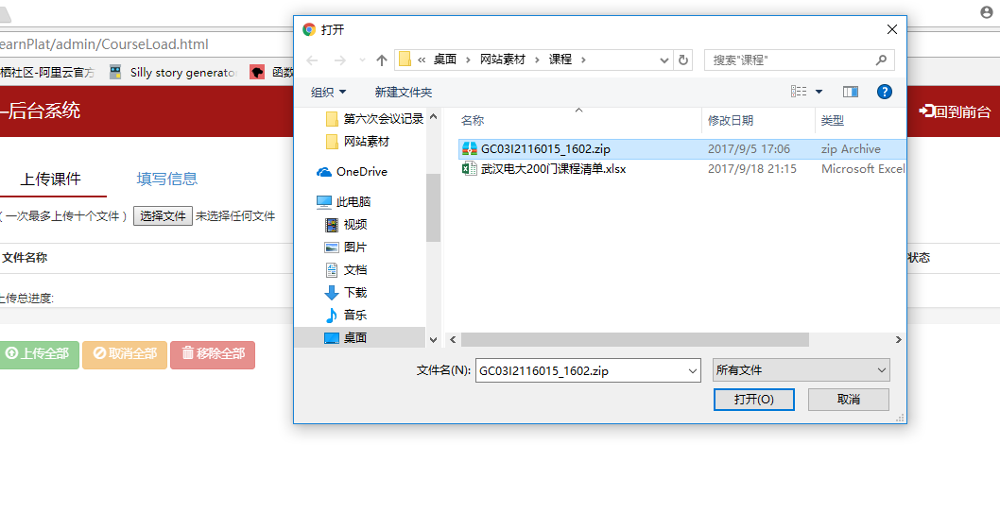 打开
earnPlat/admin/CourseLoad.html
« 桌面 › 网站素材 › 课程 ›
搜索"课程"
栖社区-阿里云官方
Silly story generato
函数
组织
新建文件夹
—后台系统
回到前台
第六次会议记录
网站素材
OneDrive
此电脑
视频
图片
文档
下载
音乐
桌面
名称 修改日期 类型
GC03I2116015_1602.zip 2017/9/5 17:06 zip Archive
武汉电大200门课程清单.xlsx 2017/9/18 21:15 Microsoft Excel
上传课件 填写信息
(一次最多上传十个文件) 选择文件 未选择任何文件
文件名称 状态
上传总进度:
上传全部 取消全部 移除全部
文件名(N): GC03I2116015_1602.zip 所有文件
打开(O) 取消